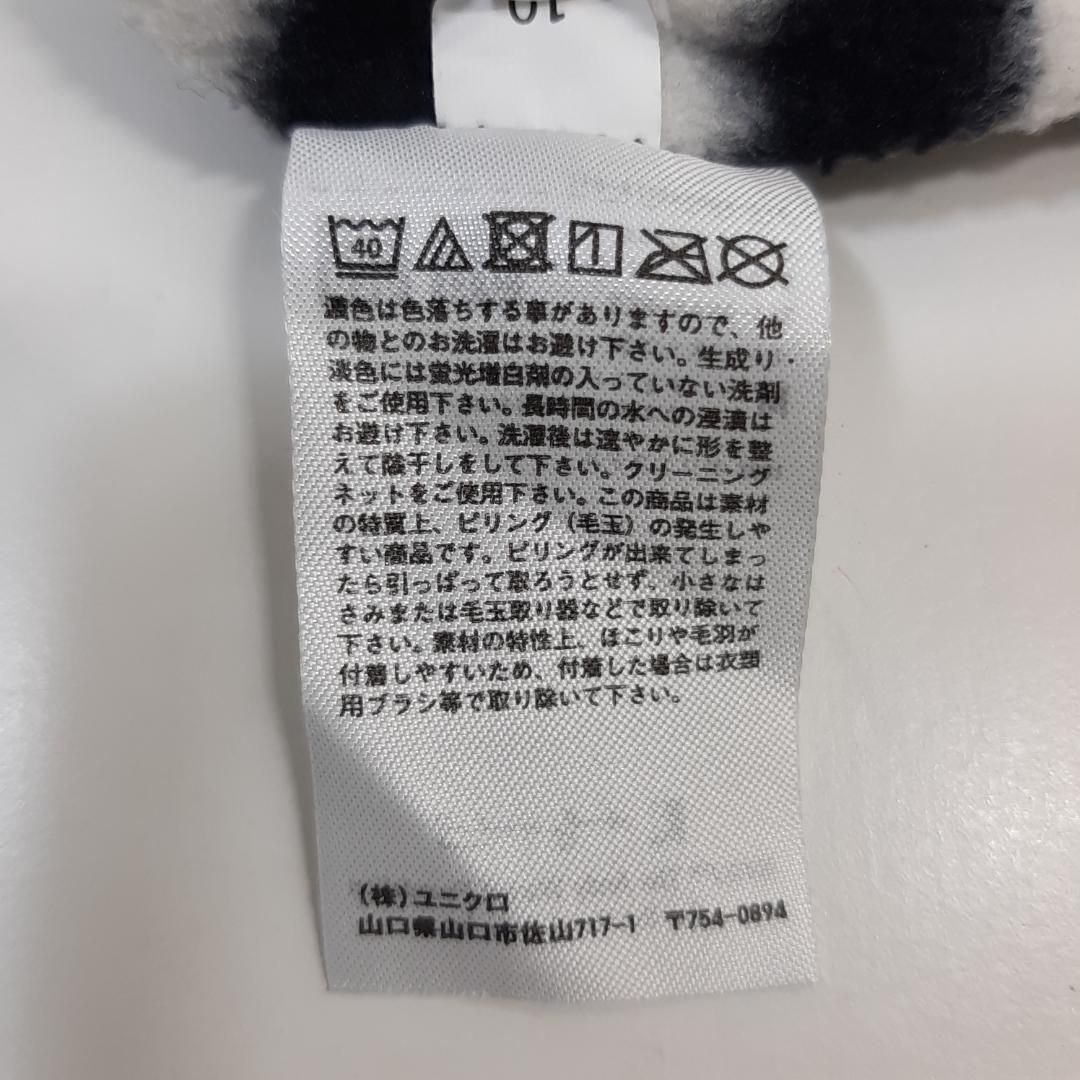 40
濃色は色落ちする事がありますので、他
の物とのお洗濯はお避け下さい。生成り・
淡色には蛍光増白剤の入っていない洗剤
をご使用下さい。長時間の水への浸漬は
お避け下さい。洗濯後は速やかに形を整
えて陰干しをして下さい。クリーニング
ネットをご使用下さい。この商品は素材
の特質上、ピリング（毛玉）の発生しや
すい商品です。ピリングが出来てしまっ
たら引っぱって取ろうとせず、小さなは
さみまたは毛玉取り器などで取り除いて
下さい。素材の特性上、ほこりや毛羽が
付着しやすいため、付着した場合は衣類
用ブラシ等で取り除いて下さい。
(株)ユニクロ
山口県山口市佐山717-1 〒754-0894